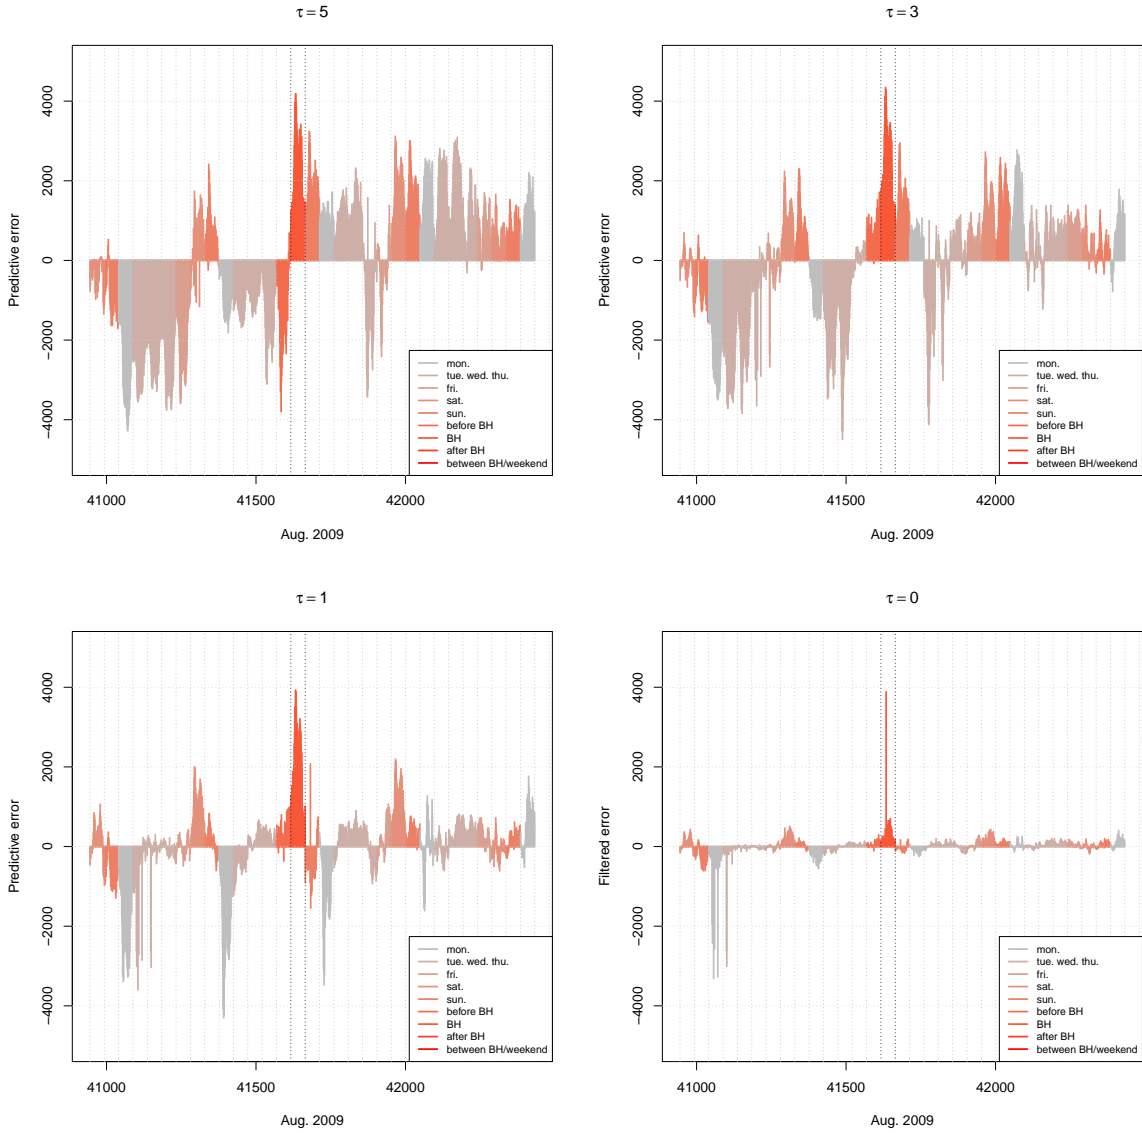 τ = 5
Predictive error
4000
2000
0
−2000
−4000
mon.
tue. wed. thu.
fri.
sat.
sun.
before BH
BH
after BH
between BH/weekend
41000
41500
42000
Aug. 2009
τ = 3
Predictive error
4000
2000
0
−2000
−4000
mon.
tue. wed. thu.
fri.
sat.
sun.
before BH
BH
after BH
between BH/weekend
41000
41500
42000
Aug. 2009
τ = 1
Predictive error
4000
2000
0
−2000
−4000
mon.
tue. wed. thu.
fri.
sat.
sun.
before BH
BH
after BH
between BH/weekend
41000
41500
42000
Aug. 2009
τ = 0
Filtered error
4000
2000
0
−2000
−4000
mon.
tue. wed. thu.
fri.
sat.
sun.
before BH
BH
after BH
between BH/weekend
41000
41500
42000
Aug. 2009